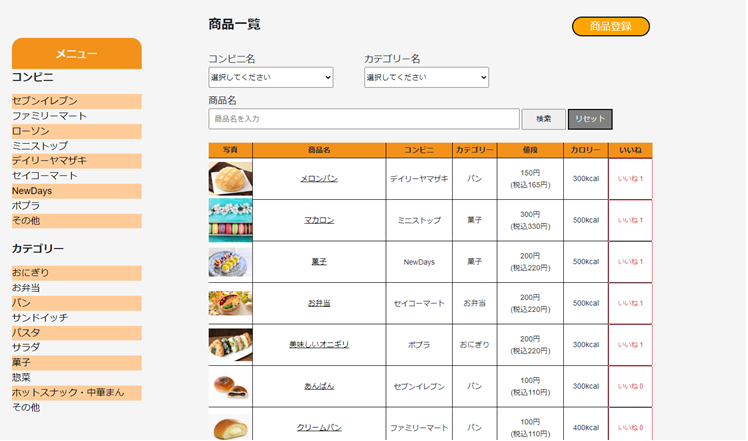 商品一覧
商品登録
メニュー
コンビニ
セブンイレブン
ファミリーマート
ローソン
ミニストップ
デイリーヤマザキ
セイコーマート
NewDays
ポプラ
その他
カテゴリー
おにぎり
お弁当
パン
サンドイッチ
パスタ
サラダ
菓子
惣菜
ホットスナック・中華まん
その他
コンビニ名 カテゴリー名
選択してください 選択してください
商品名
商品名を入力 検索 リセット
写真 商品名 コンビニ カテゴリー 値段 カロリー いいね
メロンパン デイリーヤマザキ パン 150円 300kcal いいね 1
(税込165円)
マカロン ミニストップ 菓子 300円 500kcal いいね 1
(税込330円)
菓子 NewDays 菓子 200円 500kcal いいね 1
(税込220円)
お弁当 セイコーマート お弁当 200円 500kcal いいね 1
(税込220円)
美味しいオニギリ ポプラ おにぎり 200円 300kcal いいね 1
(税込220円)
あんぱん セブンイレブン パン 100円 300kcal いいね 0
(税込110円)
クリームパン ファミリーマート パン 100円 400kcal いいね 0
(税込110円)